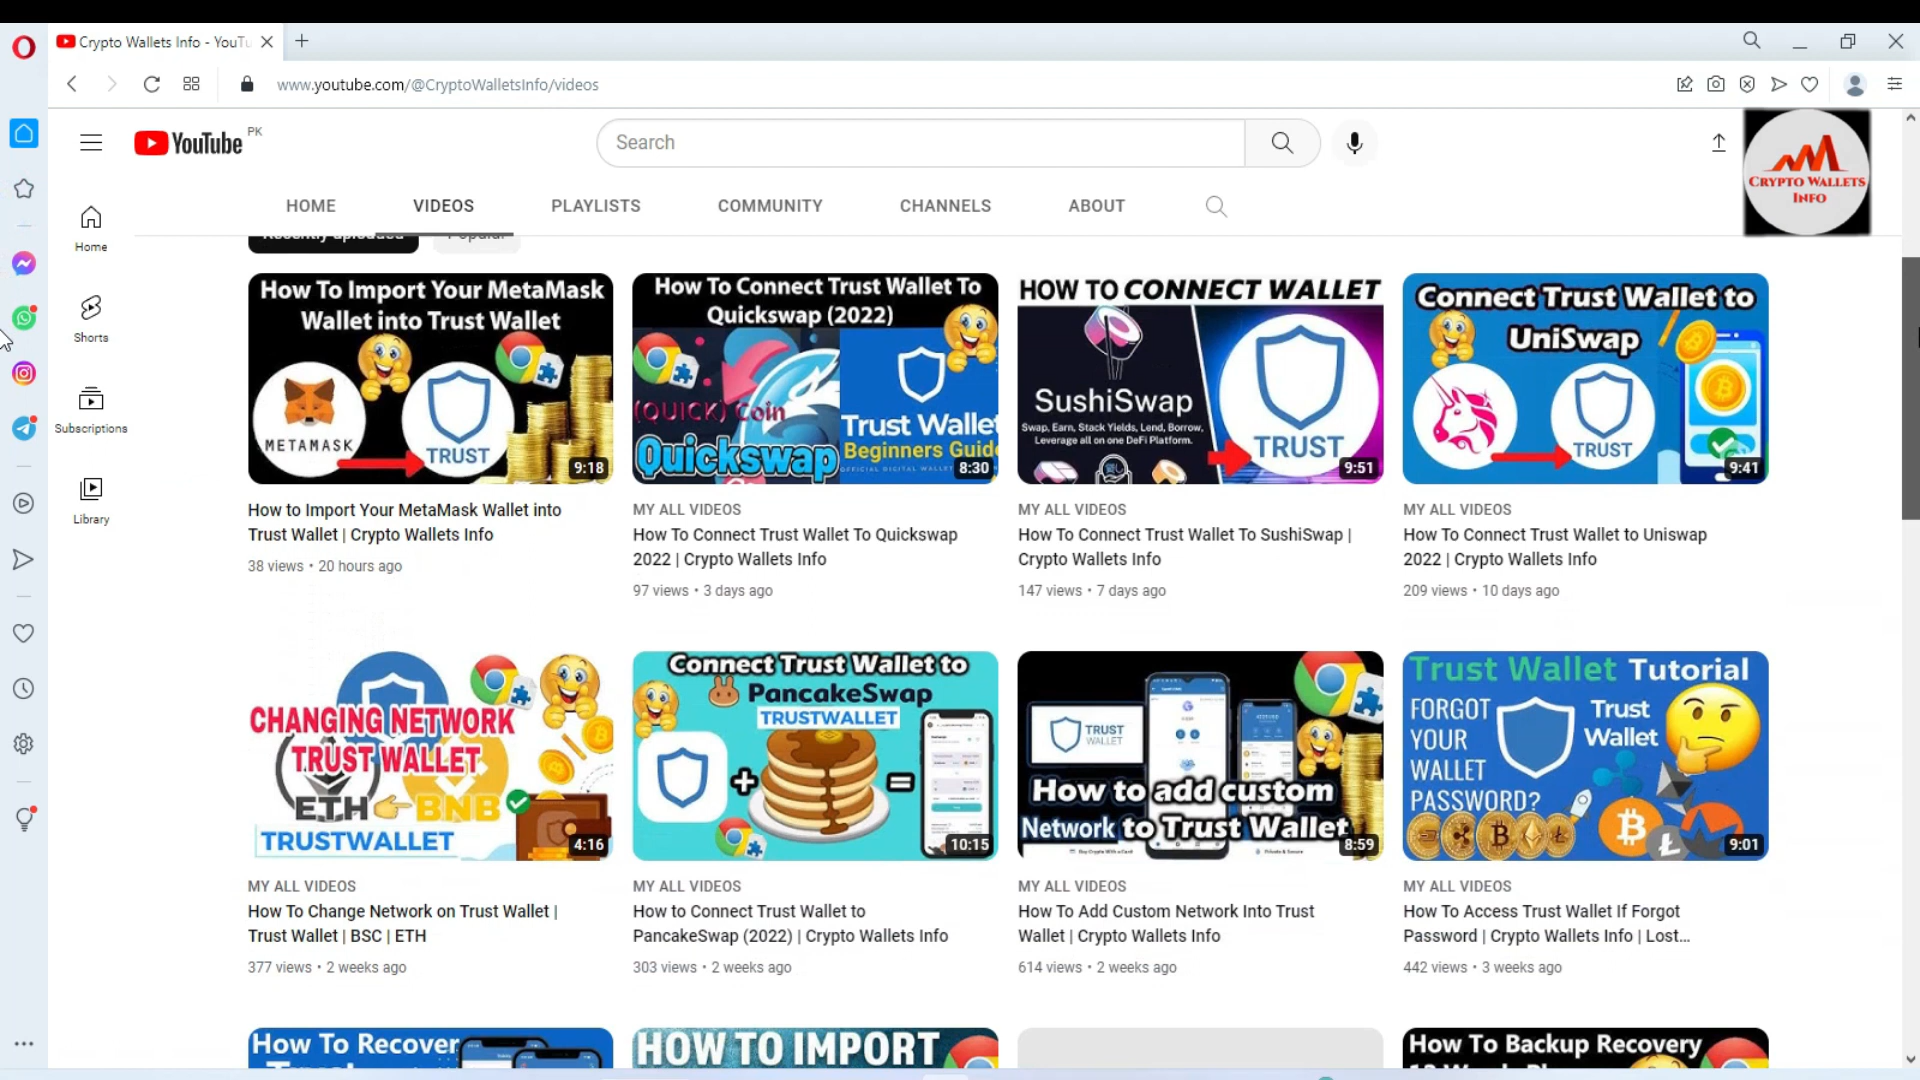 Crypto Wallets Info - YouTu
www.youtube.com/@CryptoWalletsInfo/videos
YouTube PK
Search
CRYPTO WALLETS
INFO
HOME VIDEOS PLAYLISTS COMMUNITY CHANNELS ABOUT
Home
Shorts
Subscriptions
Library
Recently uploaded Popular
How To Import Your MetaMask
Wallet into Trust Wallet
METAMASK
TRUST
9:18
How to Import Your MetaMask Wallet into
Trust Wallet | Crypto Wallets Info
38 views • 20 hours ago
How To Connect Trust Wallet To
Quickswap (2022)
(QUICK) Coin
Quickswap
Trust Wallet
Beginners Guide
OFFICIAL DIGITAL WALLET
8:30
MY ALL VIDEOS
How To Connect Trust Wallet To Quickswap
2022 | Crypto Wallets Info
97 views • 3 days ago
HOW TO CONNECT WALLET
SushiSwap
Swap, Earn, Stack Yields, Lend, Borrow,
Leverage all on one DeFi Platform.
TRUST
9:51
MY ALL VIDEOS
How To Connect Trust Wallet To SushiSwap |
Crypto Wallets Info
147 views • 7 days ago
Connect Trust Wallet to
UniSwap
TRUST
9:41
MY ALL VIDEOS
How To Connect Trust Wallet to Uniswap
2022 | Crypto Wallets Info
209 views • 10 days ago
CHANGING NETWORK
TRUST WALLET
ETH BNB
TRUSTWALLET
4:16
MY ALL VIDEOS
How To Change Network on Trust Wallet |
Trust Wallet | BSC | ETH
377 views • 2 weeks ago
Connect Trust Wallet to
PancakeSwap
TRUSTWALLET
10:15
MY ALL VIDEOS
How to Connect Trust Wallet to
PancakeSwap (2022) | Crypto Wallets Info
303 views • 2 weeks ago
TRUST
WALLET
How to add custom
Network to Trust Wallet
Buy Crypto With a Card Private & Secure
8:59
MY ALL VIDEOS
How To Add Custom Network Into Trust
Wallet | Crypto Wallets Info
614 views • 2 weeks ago
Trust Wallet Tutorial
FORGOT
YOUR
WALLET
PASSWORD?
Trust
Wallet
9:01
MY ALL VIDEOS
How To Access Trust Wallet If Forgot
Password | Crypto Wallets Info | Lost...
442 views • 3 weeks ago
How To Recover
HOW TO IMPORT
How To Backup Recovery